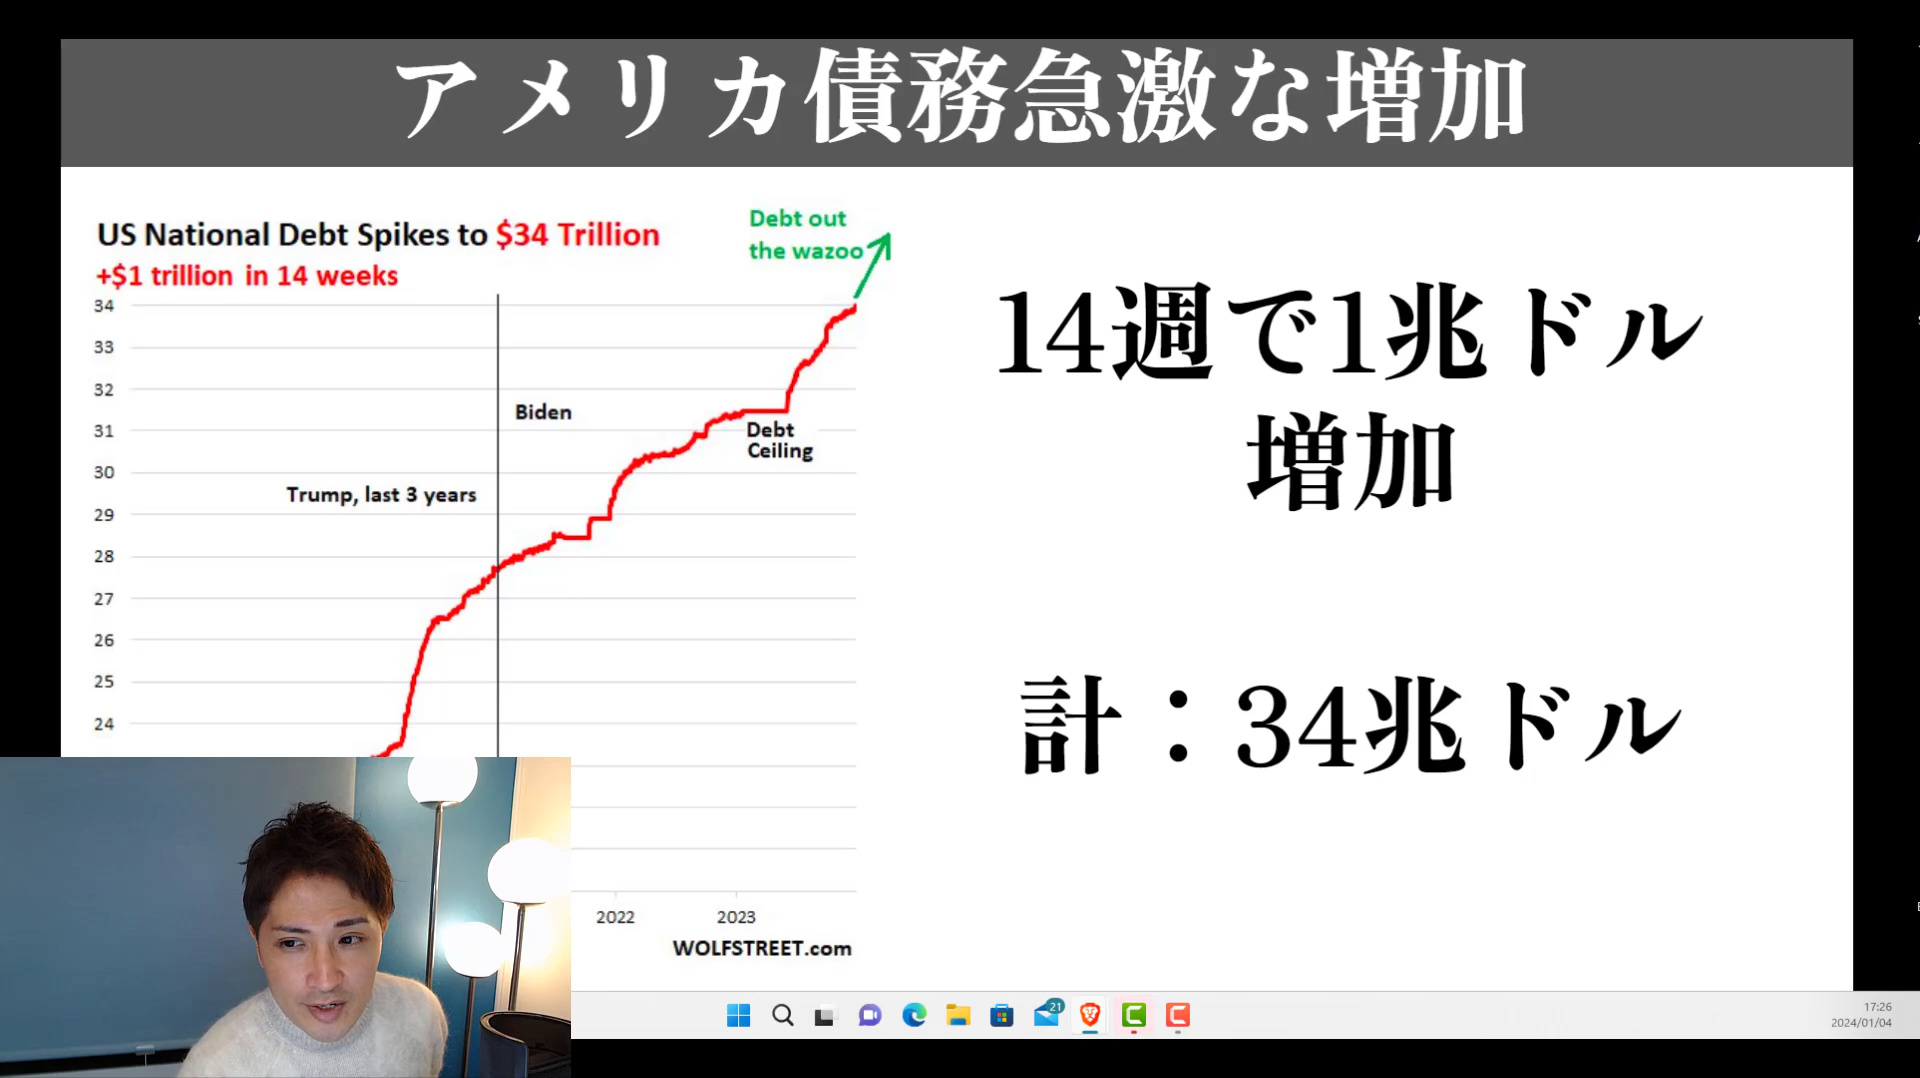 アメリカ債務急激な増加
US National Debt Spikes to $34 Trillion
+$1 trillion in 14 weeks
Debt out
the wazoo
34
33
32
31
30
29
28
27
26
25
24
Biden
Trump, last 3 years
Debt
Ceiling
2022
2023
WOLFSTREET.com
14週で1兆ドル
増加
計：34兆ドル
21
17:26
2024/01/04